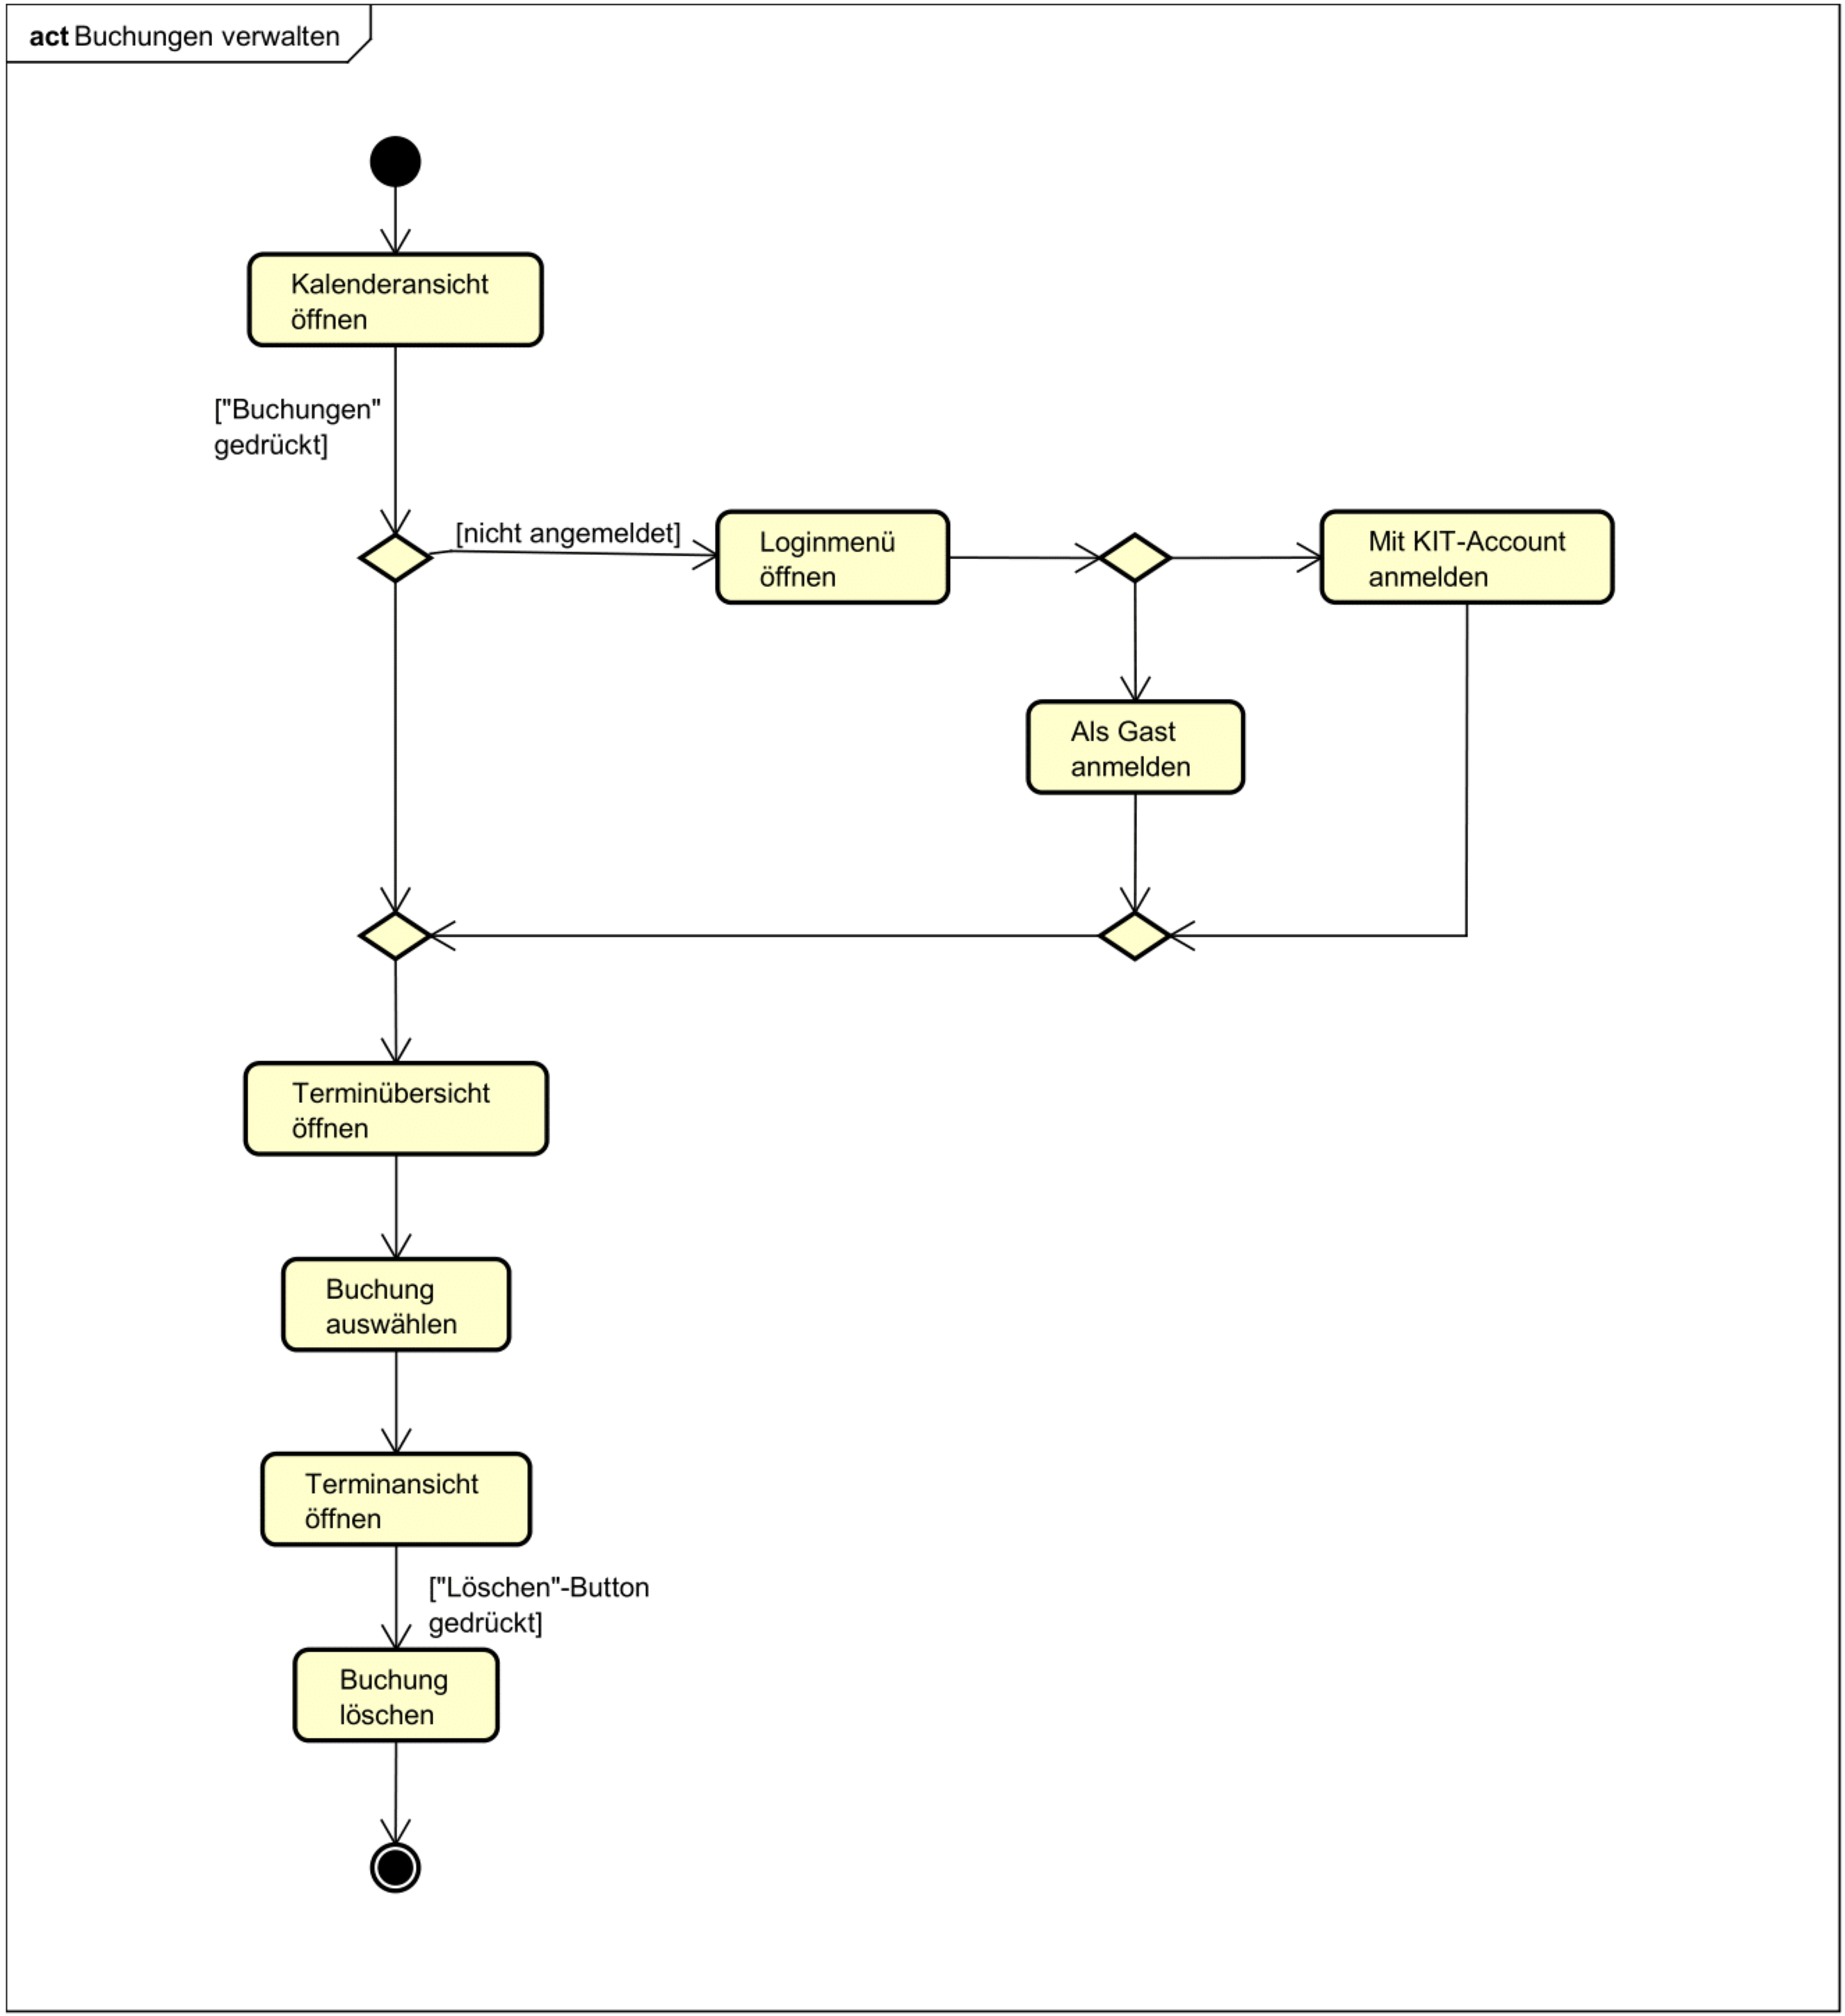 act Buchungen verwalten
Kalenderansicht
öffnen
["Buchungen"
gedrückt]
[nicht angemeldet]
Loginmenü
öffnen
Mit KIT-Account
anmelden
Als Gast
anmelden
Terminübersicht
öffnen
Buchung
auswählen
Terminansicht
öffnen
["Löschen"-Button
gedrückt]
Buchung
löschen